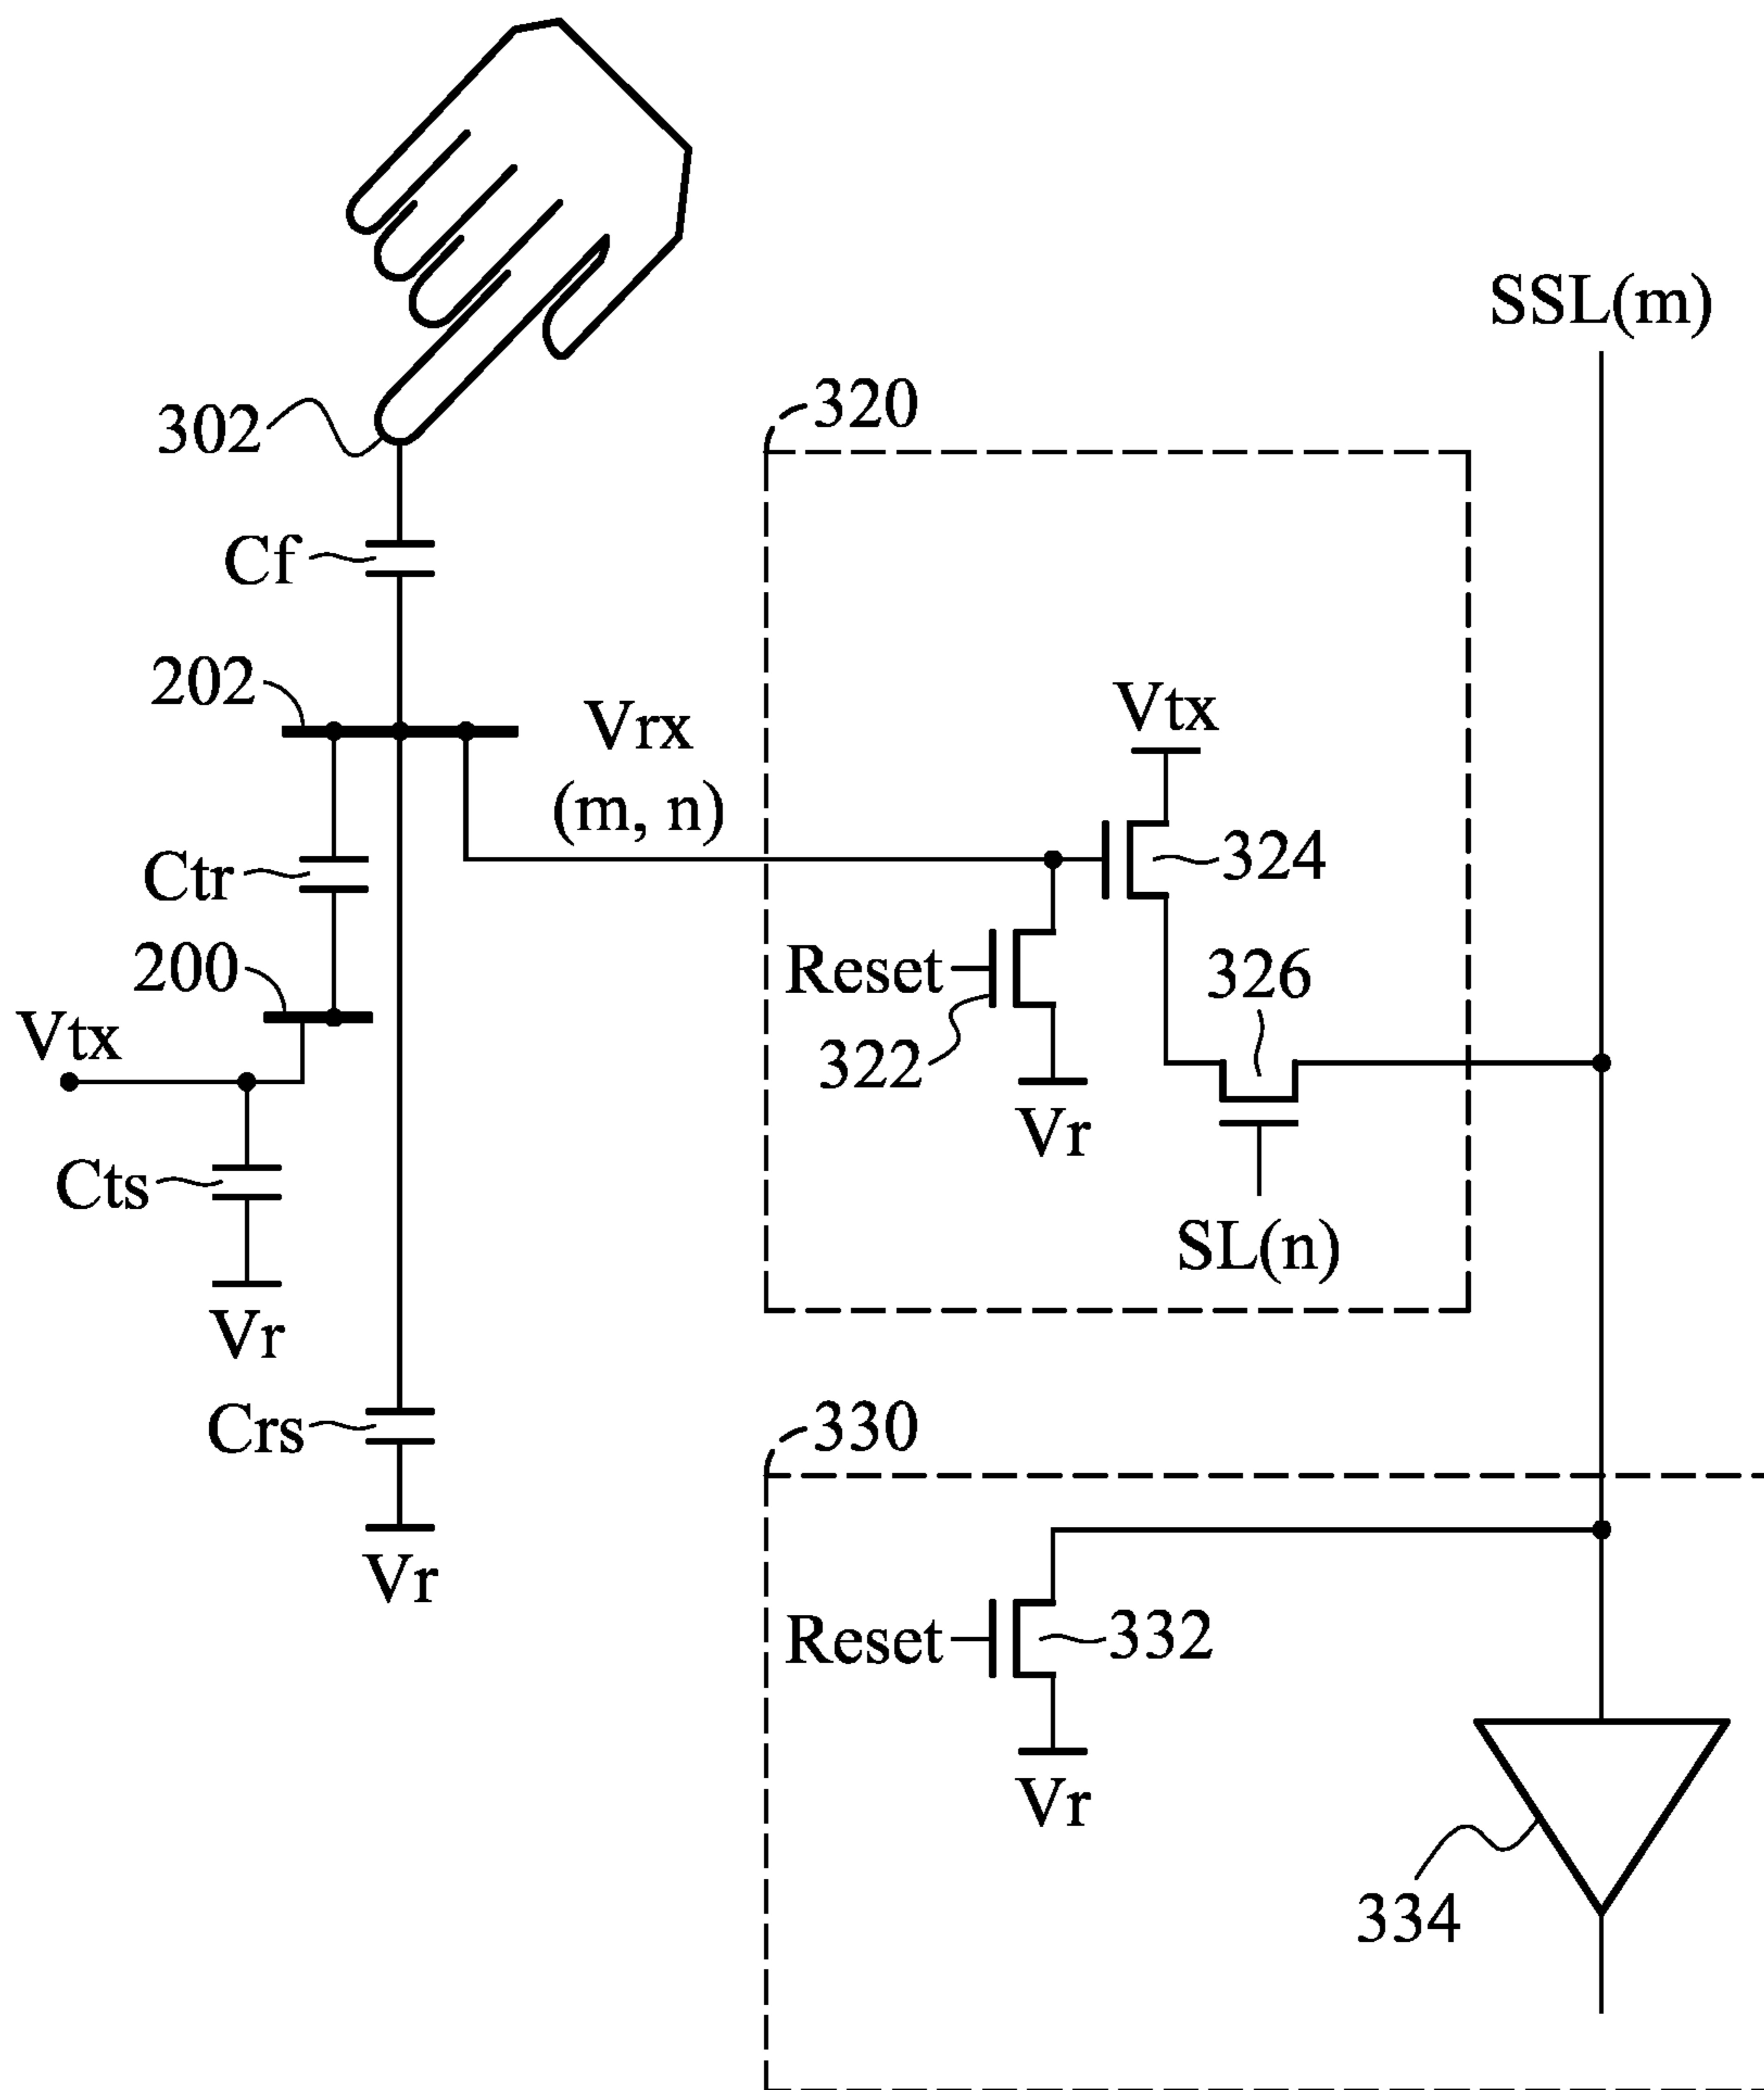 SSL(m)
320
302
Cf
202
Vrx
(m, n)
Vtx
324
Ctr
200
Reset
326
Vtx
322
Vr
Cts
SL(n)
Vr
Crs
330
Vr
Reset
332
Vr
334